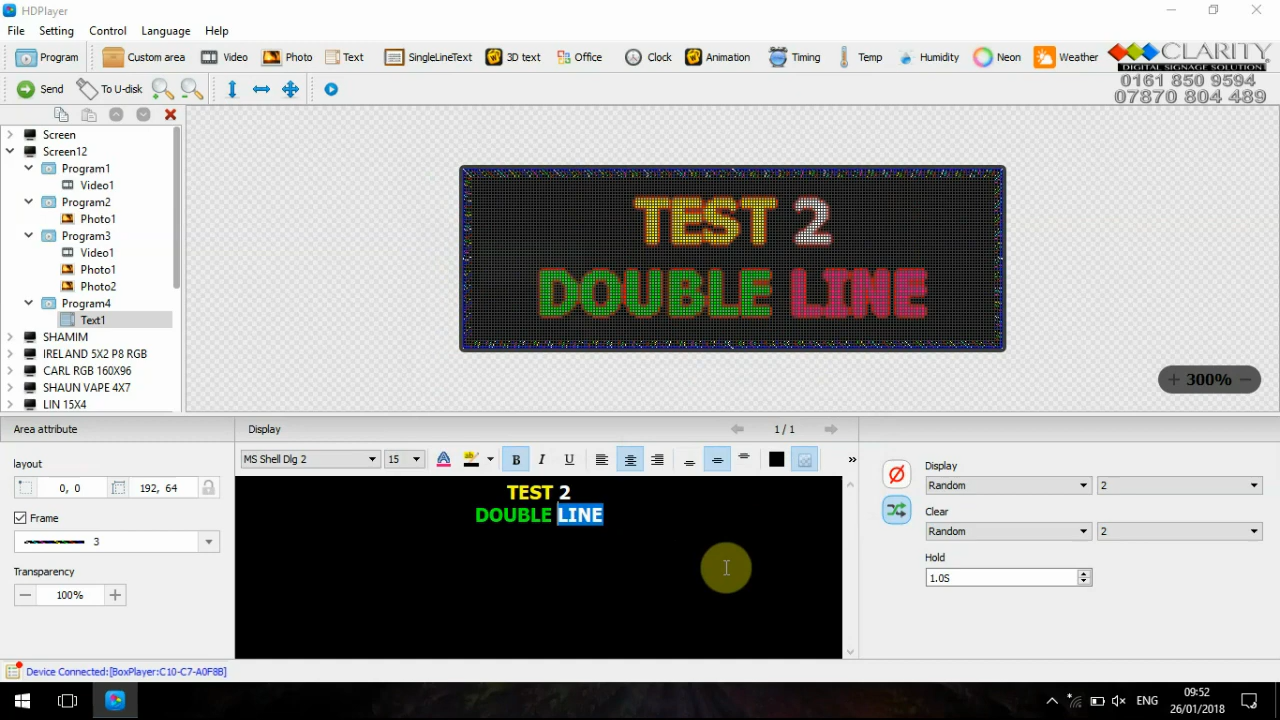 HDPlayer
File Setting Control Language Help
Program Custom area Video Photo Text SingleLineText 3D text Office Clock Animation Timing Temp Humidity Neon Weather
CLARITY
DIGITAL SIGNAGE SOLUTION
0161 850 9594
07870 804 489
Send To U-disk
Screen
Screen12
Program1
Video1
Program2
Photo1
Program3
Video1
Photo1
Photo2
Program4
Text1
SHAMIM
IRELAND 5X2 P8 RGB
CARL RGB 160X96
SHAUN VAPE 4X7
LIN 15X4
TEST 2
DOUBLE LINE
+ 300% −
Area attribute
layout
0, 0 192, 64
Frame
3
Transparency
100%
Display 1 / 1
MS Shell Dlg 2 15 A B I U »
TEST 2
DOUBLE LINE
Display
Random 2
Clear
Random 2
Hold
1.0S
Device Connected:[BoxPlayer:C10-C7-A0F8B]
ENG
09:52
26/01/2018